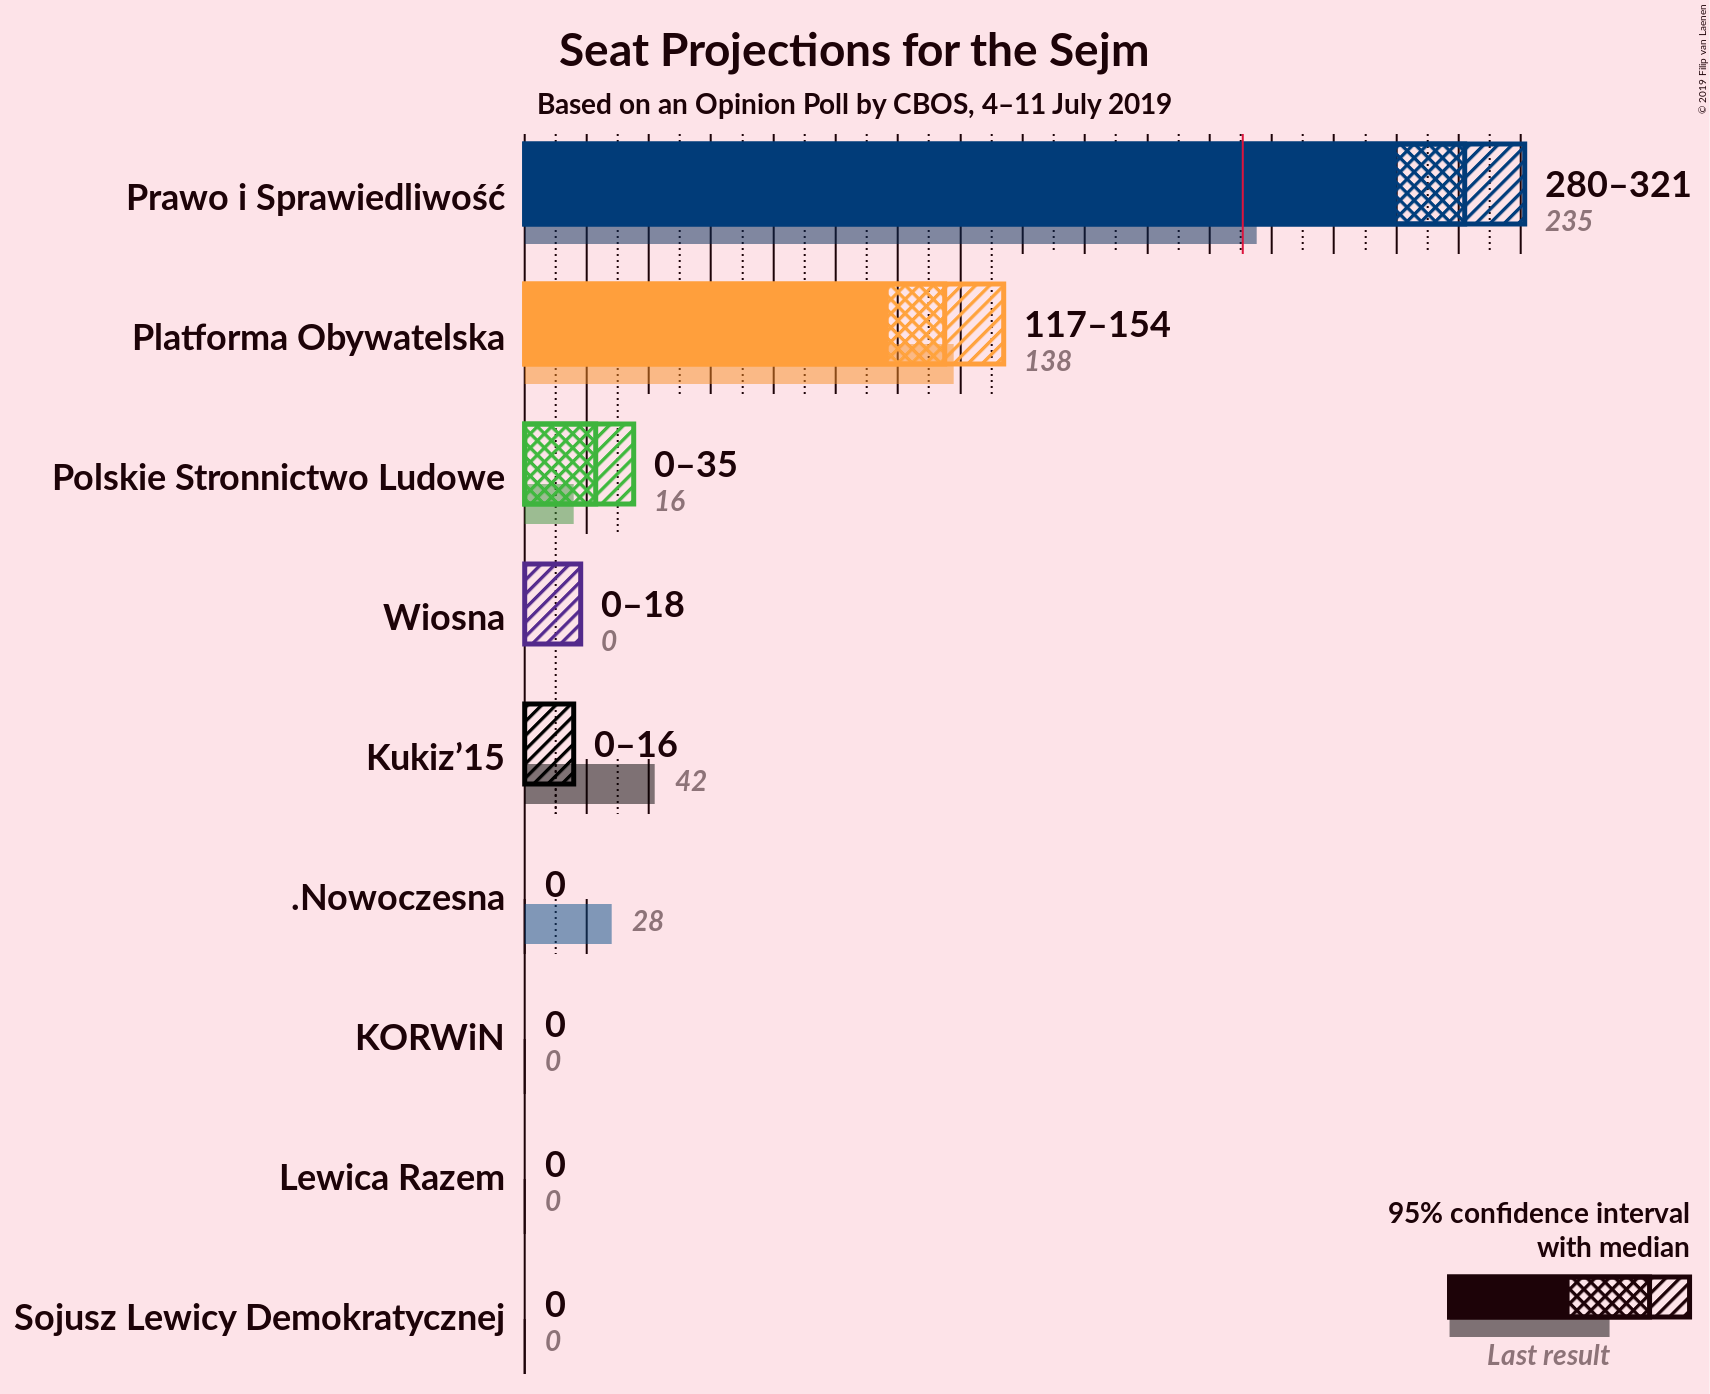 Seat Projections for the Sejm
Based on an Opinion Poll by CBOS, 4–11 July 2019
© 2019 Filip van Laenen
Prawo i Sprawiedliwość
280–321
235
Platforma Obywatelska
117–154
138
Polskie Stronnictwo Ludowe
0–35
16
Wiosna
0–18
0
Kukiz’15
0–16
42
.Nowoczesna
0
28
KORWiN
0
0
Lewica Razem
0
0
Sojusz Lewicy Demokratycznej
0
0
95% confidence interval
with median
Last result